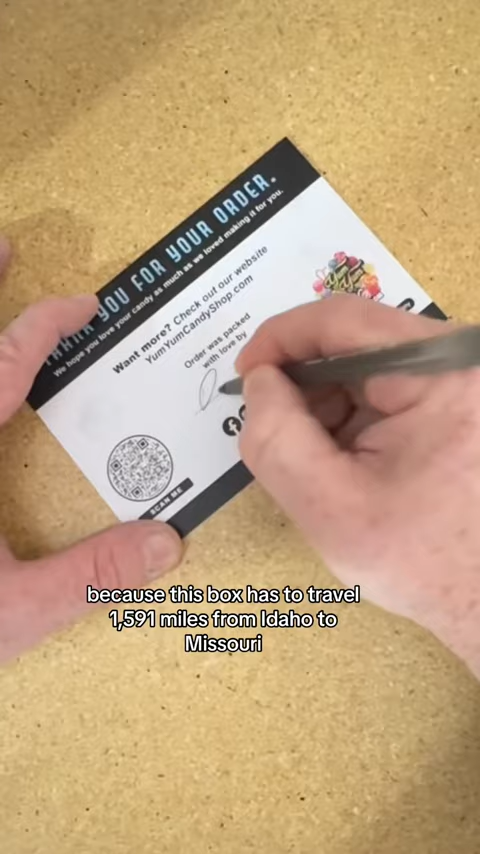 THANK YOU FOR YOUR ORDER.
We hope you love your candy as much as we loved making it for you.
Want more? Check out our website
YumYumCandyShop.com
Order was packed
with love by
SCAN ME
because this box has to travel
1,591 miles from Idaho to
Missouri